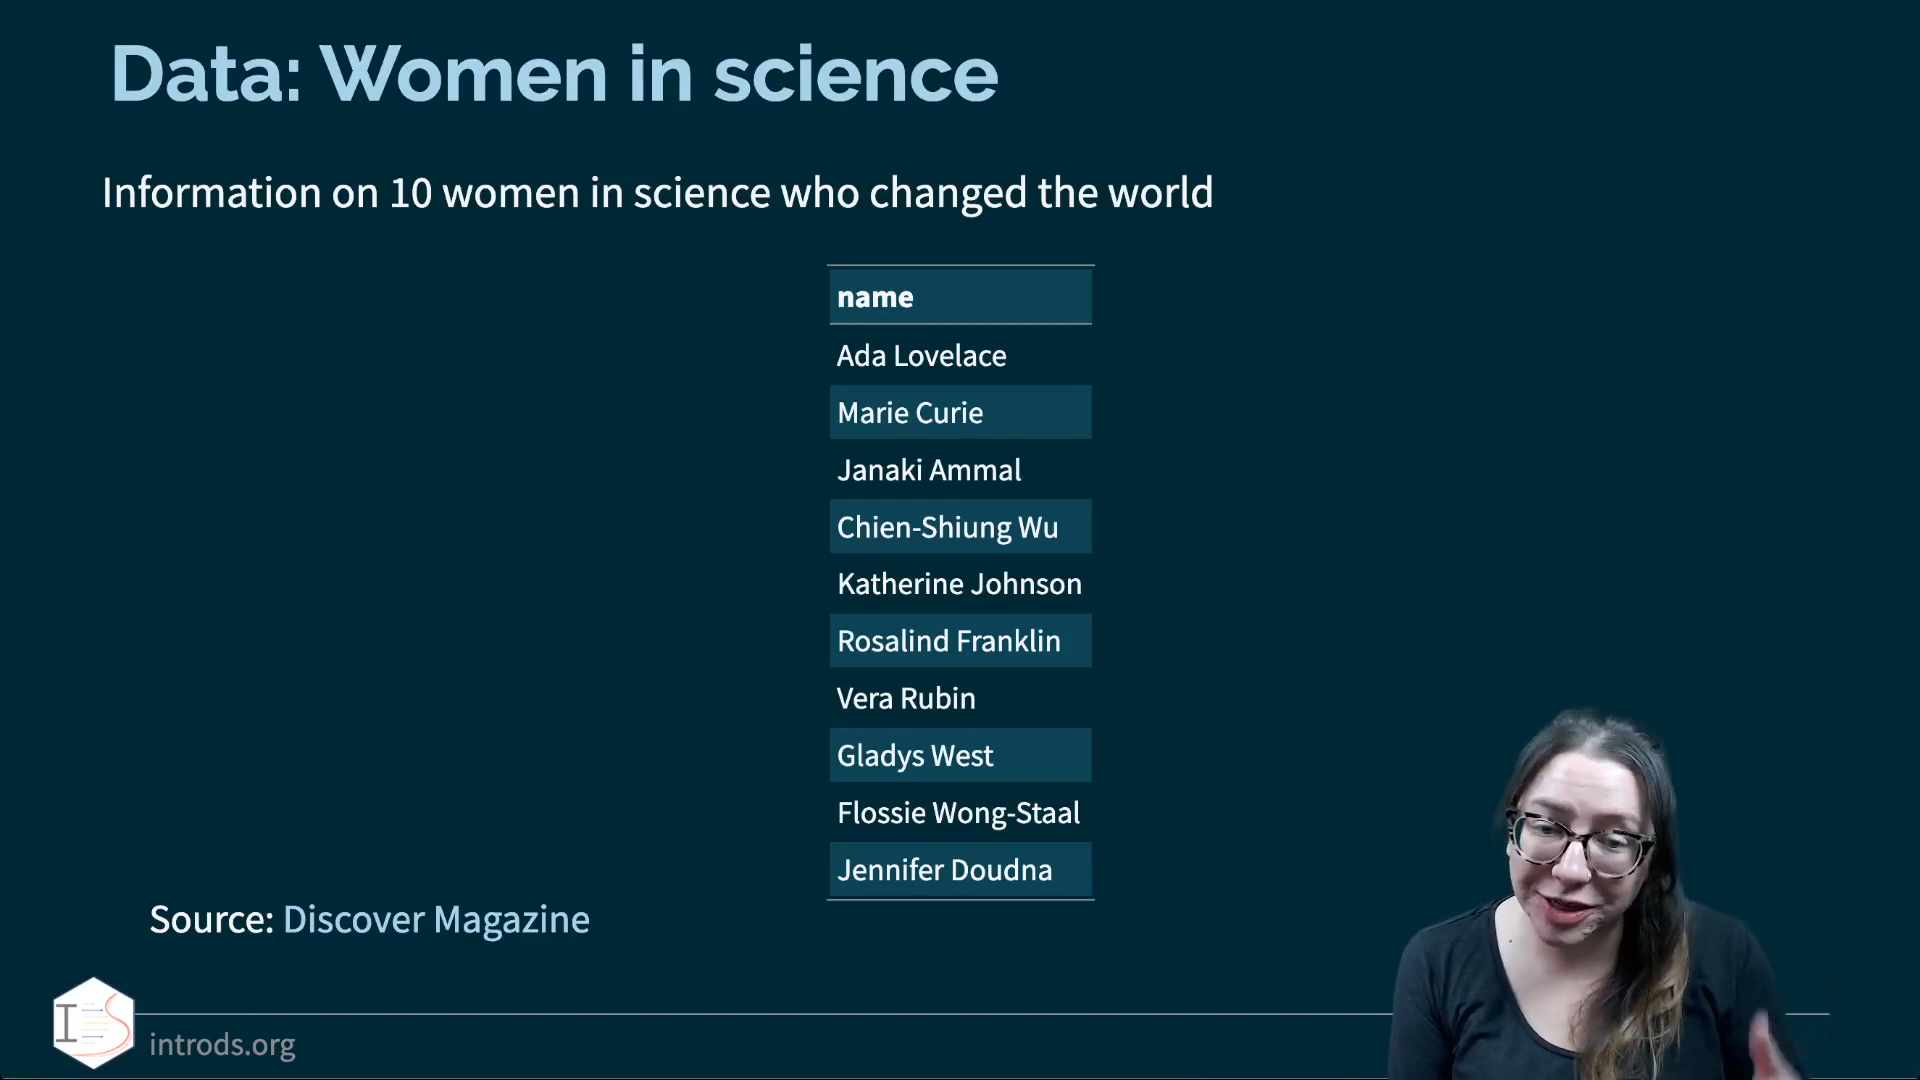 Data: Women in science
Information on 10 women in science who changed the world
name
Ada Lovelace
Marie Curie
Janaki Ammal
Chien-Shiung Wu
Katherine Johnson
Rosalind Franklin
Vera Rubin
Gladys West
Flossie Wong-Staal
Jennifer Doudna
Source: Discover Magazine
IS
introds.org